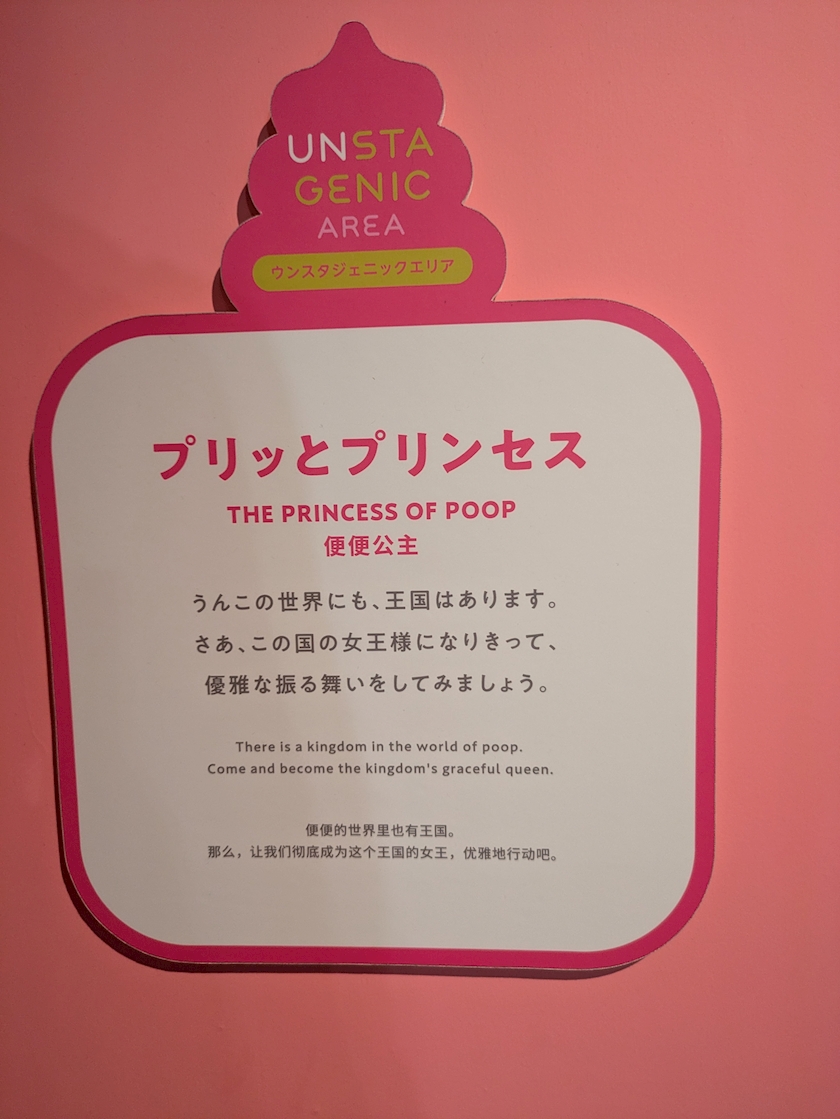 UNSTA
GENIC
AREA
ウンスタジェニックエリア
プリッとプリンセス
THE PRINCESS OF POOP
便便公主
うんこの世界にも、王国はあります。
さあ、この国の女王様になりきって、
優雅な振る舞いをしてみましょう。
There is a kingdom in the world of poop.
Come and become the kingdom's graceful queen.
便便的世界里也有王国。
那么，让我们彻底成为这个王国的女王，优雅地行动吧。